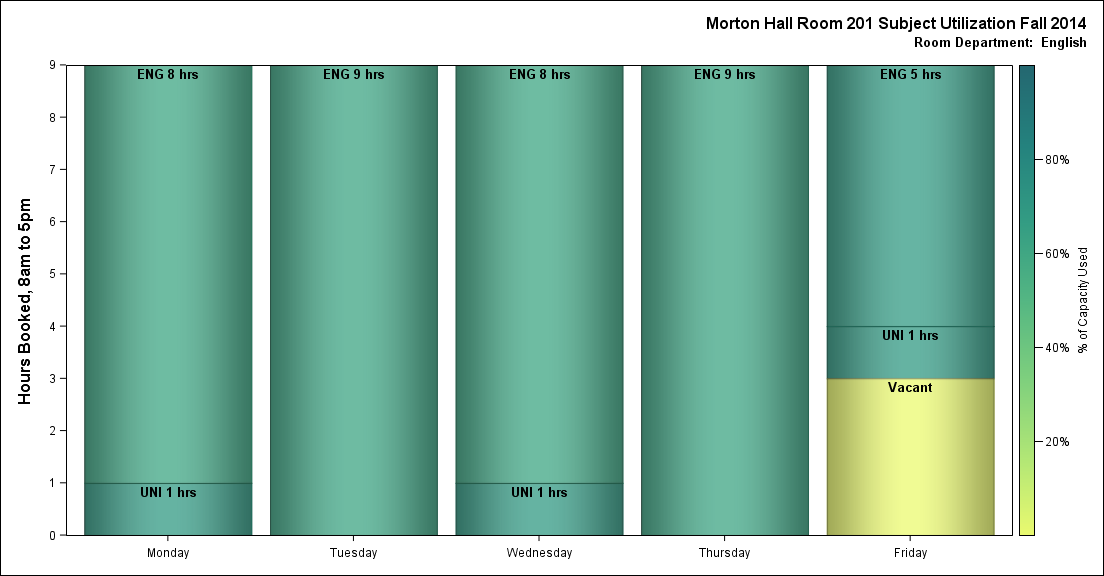 Morton Hall Room 201 Subject Utilization Fall 2014
Room Department:  English
Hours Booked, 8am to 5pm
9
8
7
6
5
4
3
2
1
0
ENG 8 hrs
UNI 1 hrs
ENG 9 hrs
ENG 8 hrs
UNI 1 hrs
ENG 9 hrs
ENG 5 hrs
UNI 1 hrs
Vacant
Monday
Tuesday
Wednesday
Thursday
Friday
80%
60%
40%
20%
% of Capacity Used